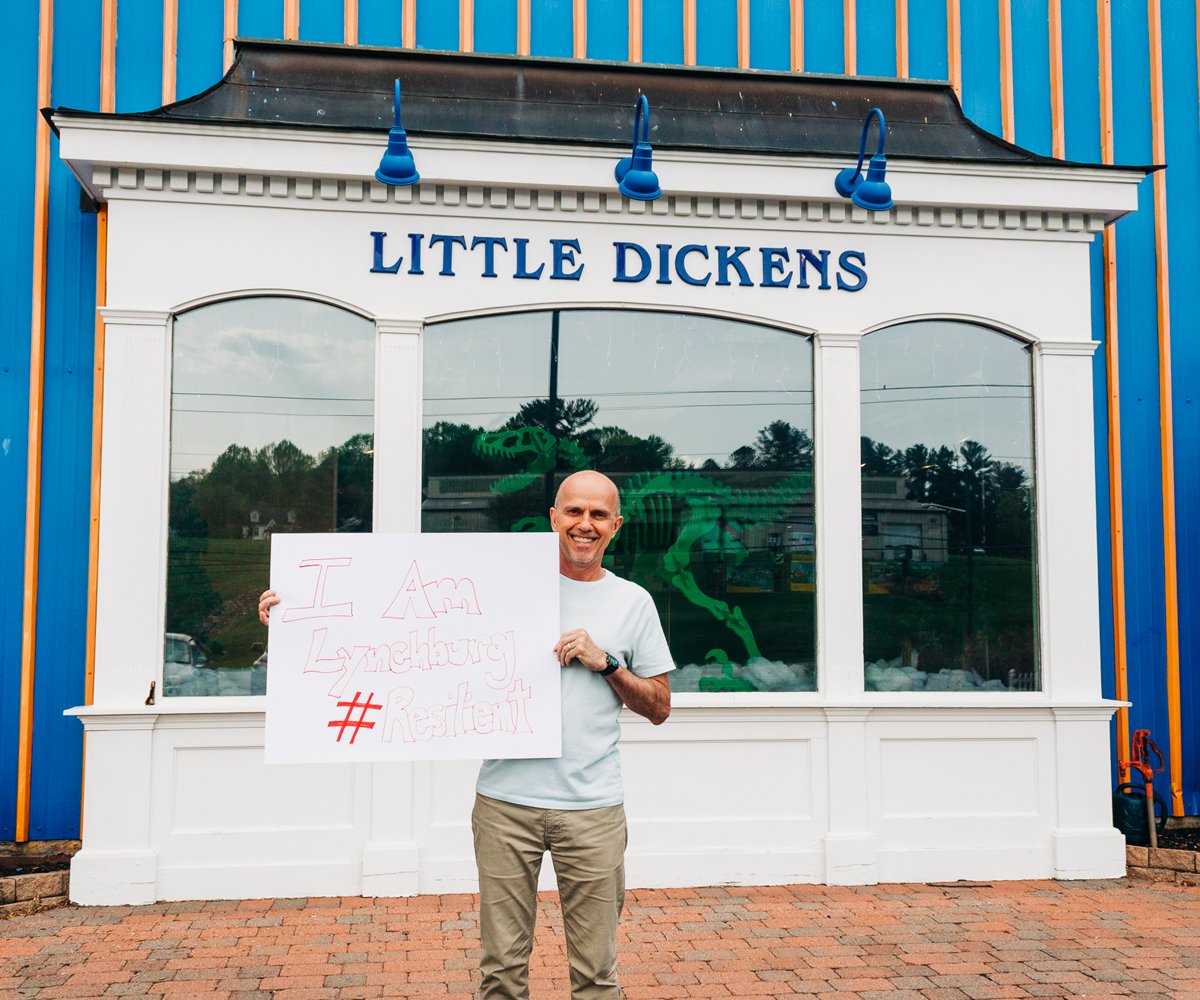 LITTLE DICKENS
I Am
Lynchburg
#Resilient